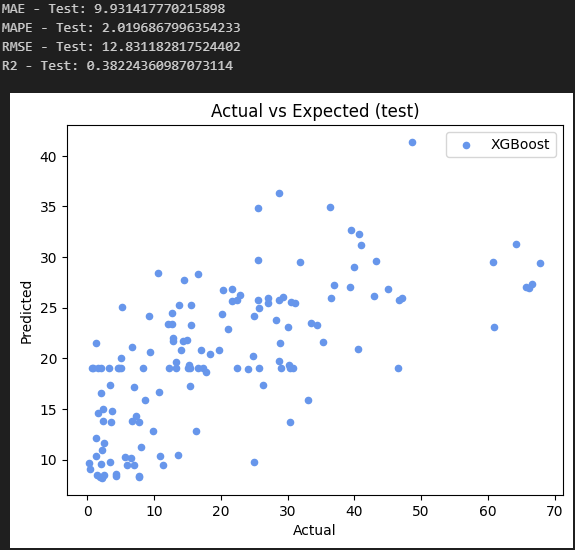 MAE - Test: 9.931417770215898
MAPE - Test: 2.0196867996354233
RMSE - Test: 12.831182817524402
R2 - Test: 0.38224360987073114
Actual vs Expected (test)
XGBoost
40
35
30
25
20
15
10
Predicted
0 10 20 30 40 50 60 70
Actual